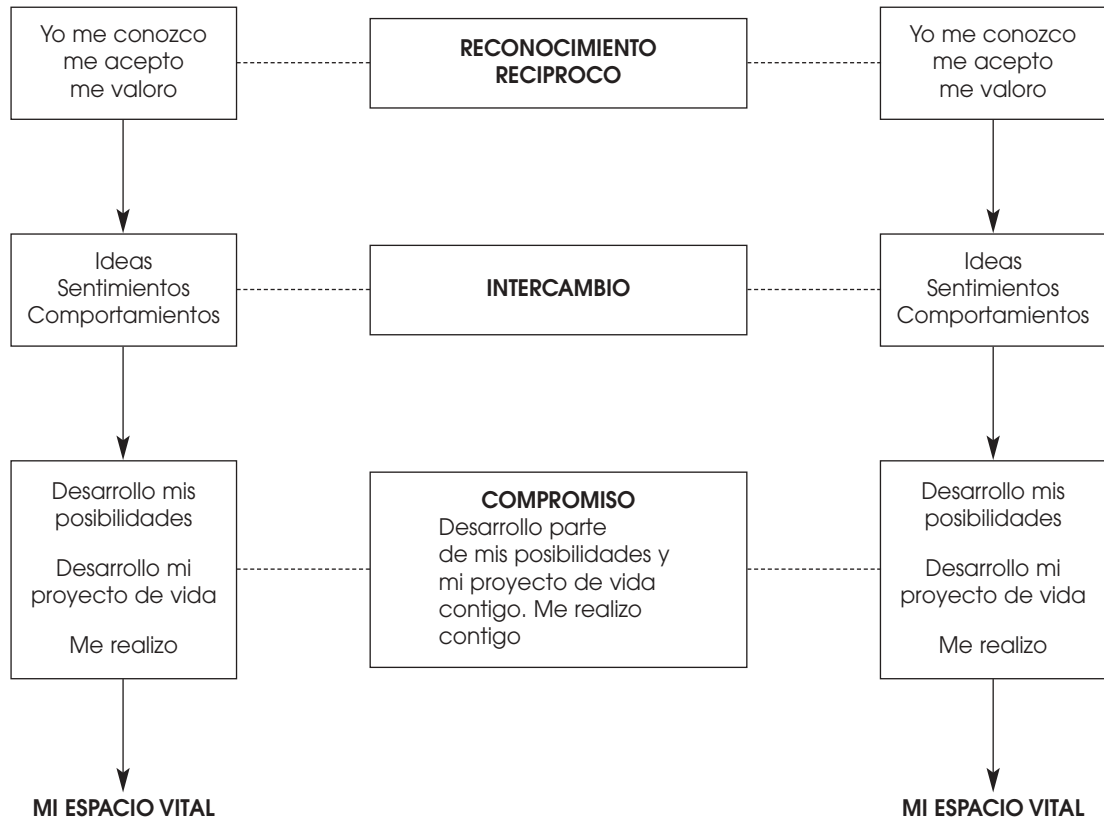 Yo me conozco
me acepto
me valoro
RECONOCIMIENTO
RECIPROCO
Yo me conozco
me acepto
me valoro
Ideas
Sentimientos
Comportamientos
INTERCAMBIO
Ideas
Sentimientos
Comportamientos
Desarrollo mis
posibilidades
Desarrollo mi
proyecto de vida
Me realizo
COMPROMISO
Desarrollo parte
de mis posibilidades y
mi proyecto de vida
contigo. Me realizo
contigo
Desarrollo mis
posibilidades
Desarrollo mi
proyecto de vida
Me realizo
MI ESPACIO VITAL
MI ESPACIO VITAL